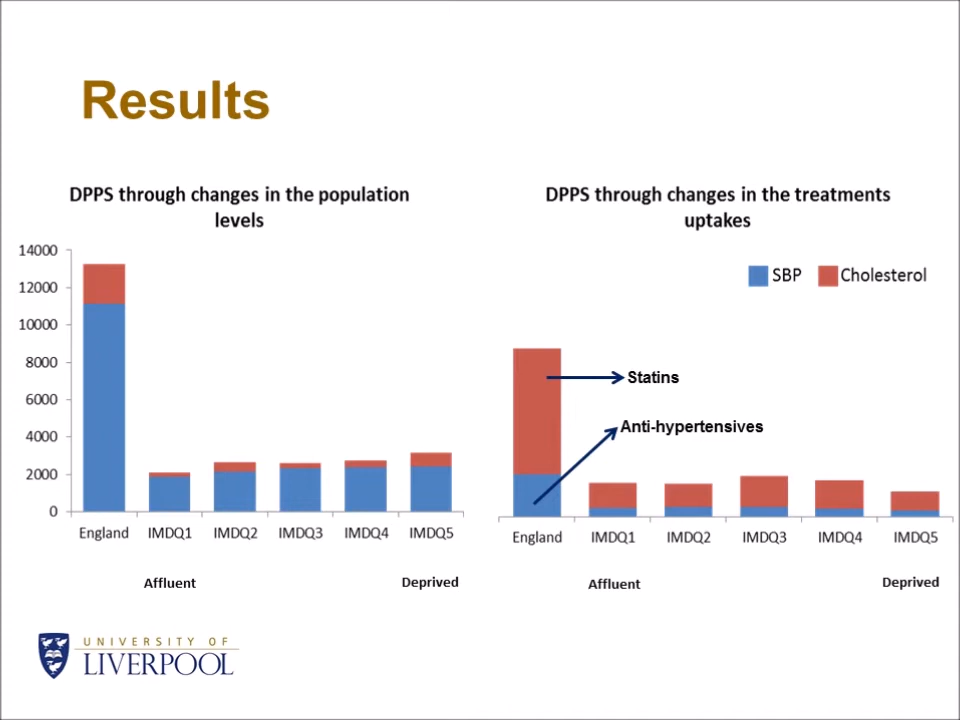 Results
DPPS through changes in the population
levels
14000
12000
10000
8000
6000
4000
2000
0
England IMDQ1 IMDQ2 IMDQ3 IMDQ4 IMDQ5
Affluent Deprived
DPPS through changes in the treatments
uptakes
SBP Cholesterol
Statins
Anti-hypertensives
England IMDQ1 IMDQ2 IMDQ3 IMDQ4 IMDQ5
Affluent Deprived
UNIVERSITY OF
LIVERPOOL